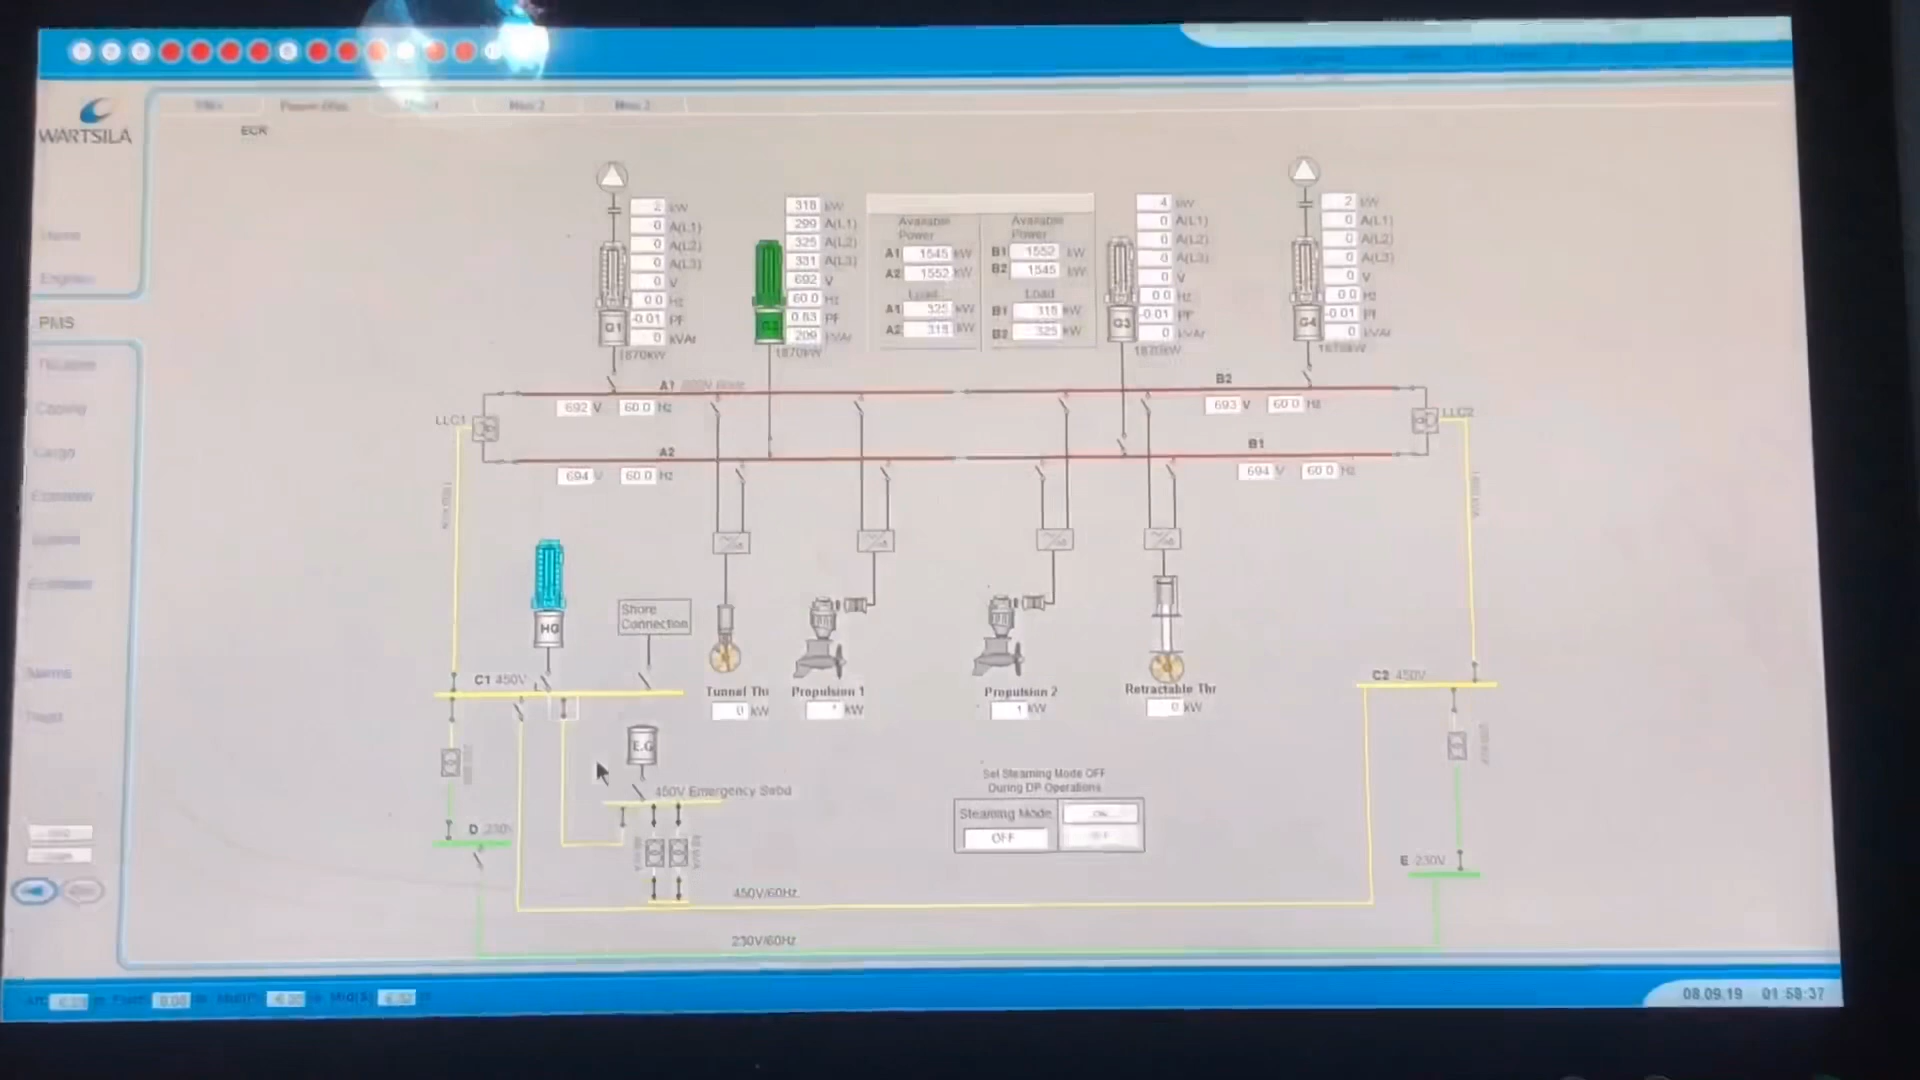 WARTSILA
ECR
PMS
Cooling
Cargo
Economy
Alarms
G1
2 kW
0 A(L1)
0 A(L2)
0 A(L3)
0 V
0.0 Hz
-0.01 PF
0 kVAr
1870kW
318 kW
299 A(L1)
325 A(L2)
331 A(L3)
692 V
60.0 Hz
0.83 PF
209 kVAr
1870kW
Available Power
A1 1545 kW
A2 1552 kW
Load
A1 325 kW
A2 318 kW
Available Power
B1 1552 kW
B2 1545 kW
Load
B1 318 kW
B2 325 kW
G3
4 kW
0 A(L1)
0 A(L2)
0 A(L3)
0 V
0.0 Hz
-0.01 PF
0 kVAr
1870kW
G4
2 kW
0 A(L1)
0 A(L2)
0 A(L3)
0 V
0.0 Hz
-0.01 PF
0 kVAr
1870kW
A1
692 V 60.0 Hz
B2
693 V 60.0 Hz
LLC1
LLC2
A2
694 V 60.0 Hz
B1
694 V 60.0 Hz
HG
Shore
Connection
C1 450V
C2 450V
Tunnel Thr
0 kW
Propulsion 1
kW
Propulsion 2
1 kW
Retractable Thr
0 kW
E.G
450V Emergency Swbd
Set Steaming Mode OFF
During DP Operations
Steaming Mode
OFF
D 230V
E 230V
450V/60Hz
230V/60Hz
08.09.19 01:58:37